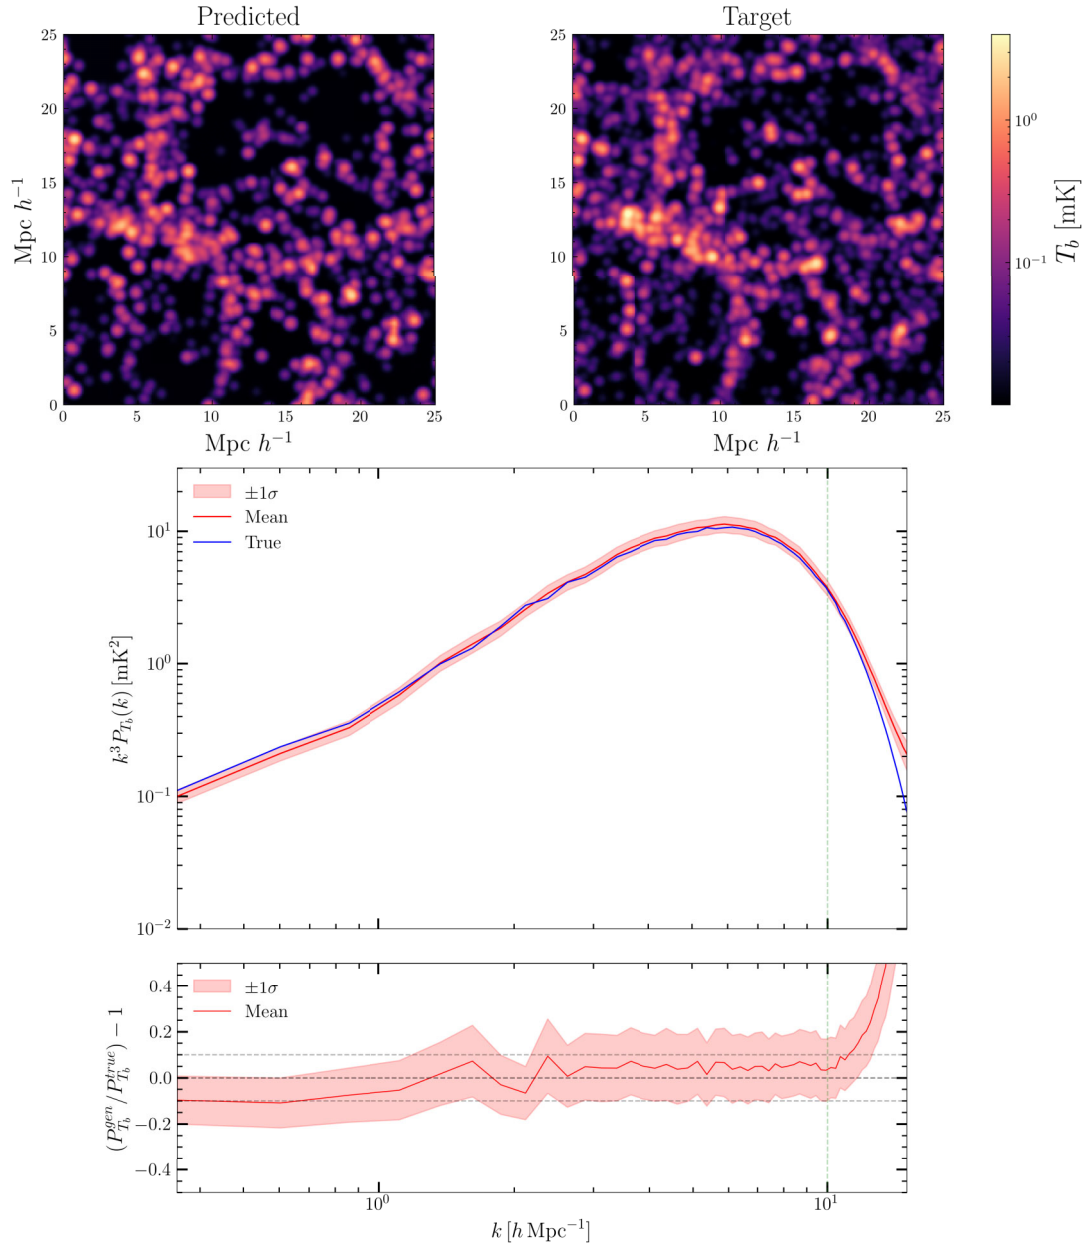 Predicted
Target
25
20
15
10
5
0
Mpc $h^{-1}$
0 5 10 15 20 25
Mpc $h^{-1}$
25
20
15
10
5
0
0 5 10 15 20 25
Mpc $h^{-1}$
$10^0$
$10^{-1}$
$T_b$ [mK]
±1σ
Mean
True
$10^1$
$10^0$
$10^{-1}$
$10^{-2}$
$k^3 P_{T_b}(k)$ [mK$^2$]
±1σ
Mean
0.4
0.2
0.0
−0.2
−0.4
$(P_{T_b}^{gen}/P_{T_b}^{true}) - 1$
$10^0$ $10^1$
$k\,[h\,\mathrm{Mpc}^{-1}]$